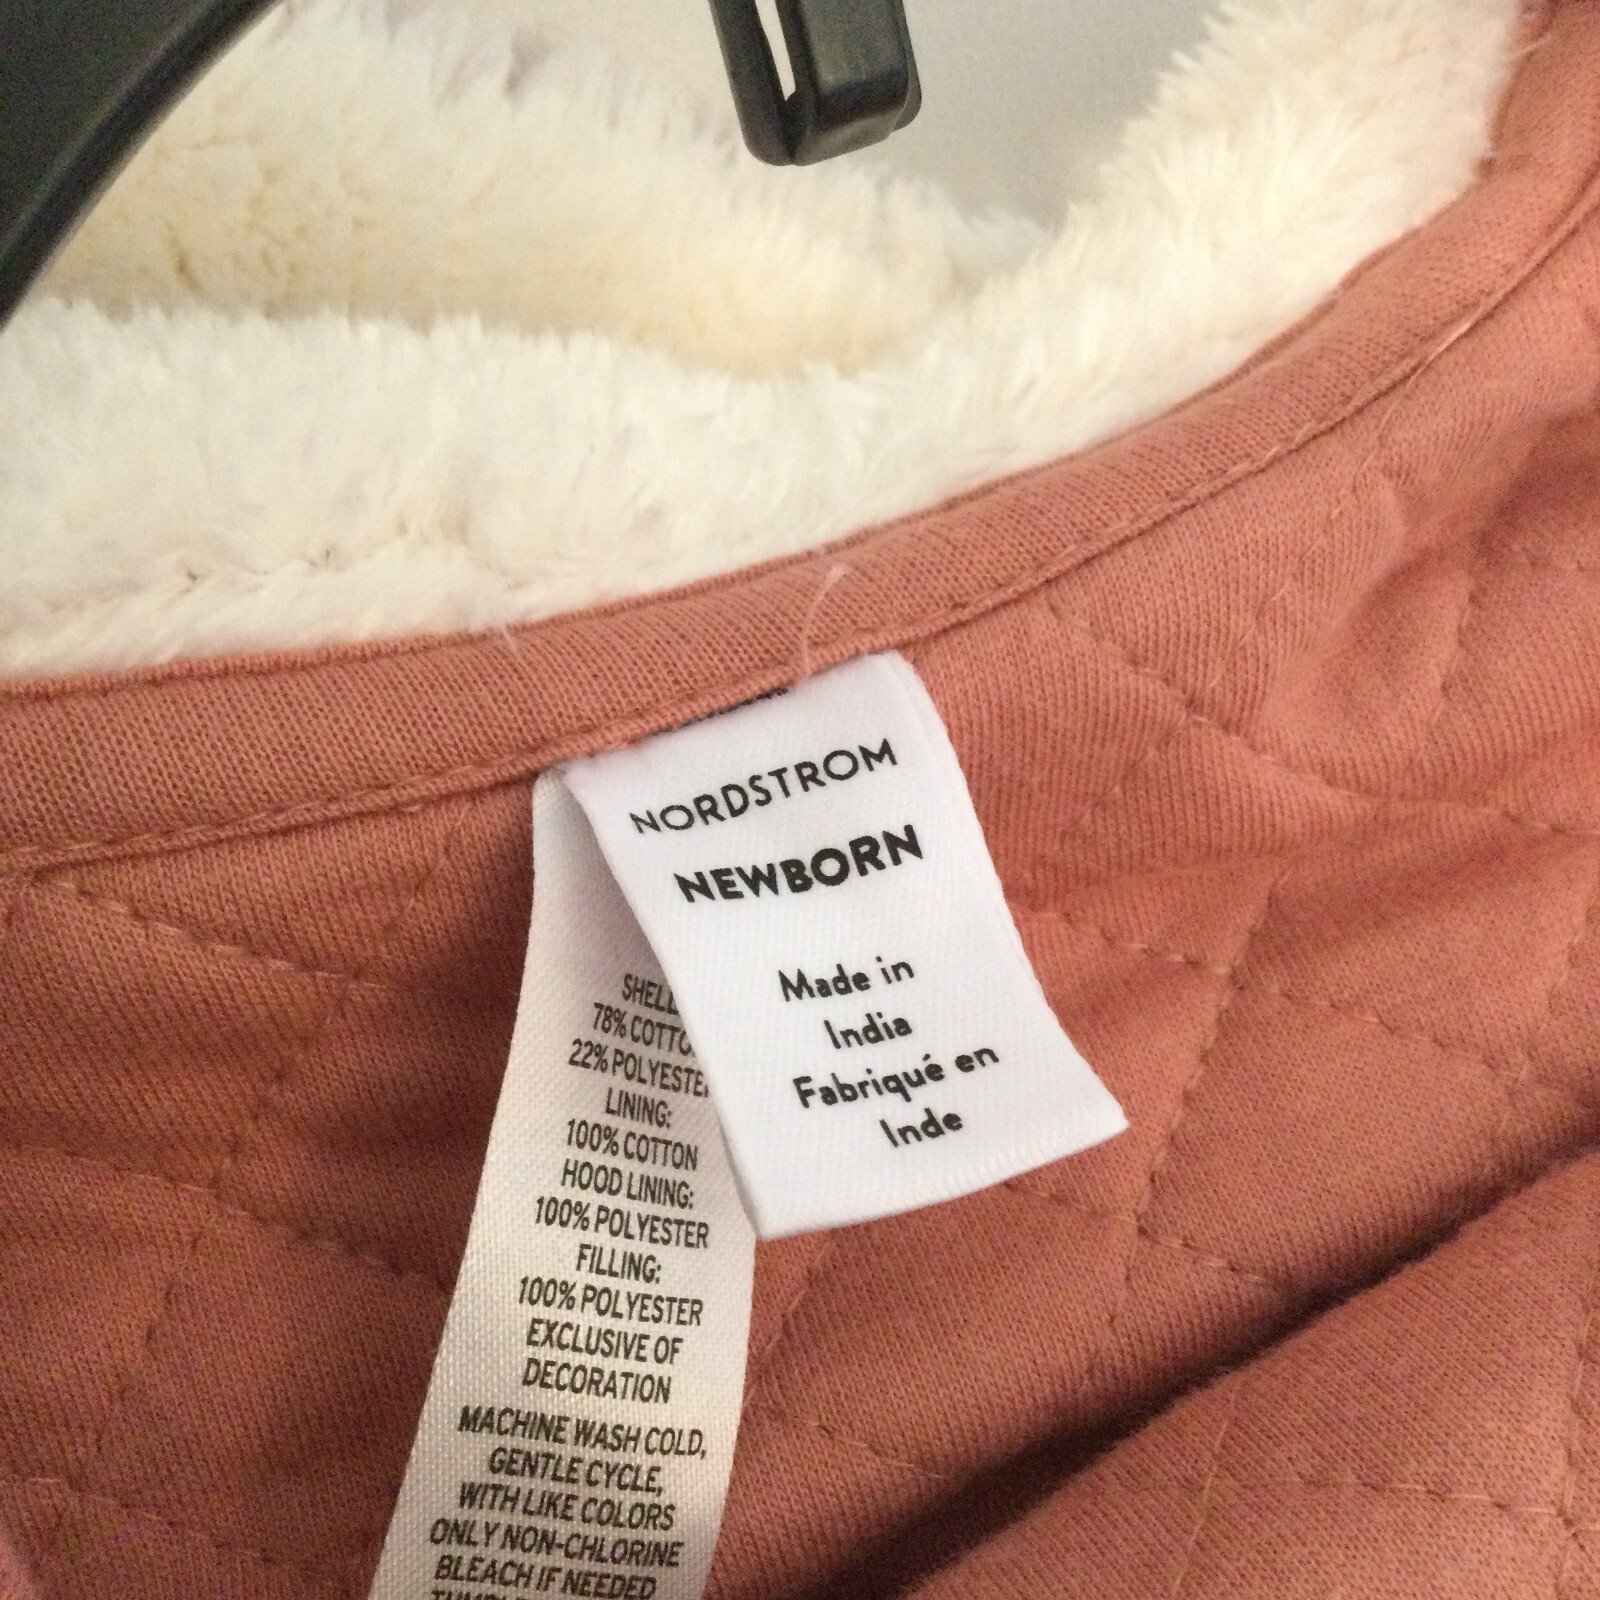 NORDSTROM
NEWBORN
Made in
India
Fabriqué en
Inde
SHELL
78% COTTO
22% POLYESTE
LINING:
100% COTTON
HOOD LINING:
100% POLYESTER
FILLING:
100% POLYESTER
EXCLUSIVE OF
DECORATION
MACHINE WASH COLD,
GENTLE CYCLE,
WITH LIKE COLORS
ONLY NON-CHLORINE
BLEACH IF NEEDED